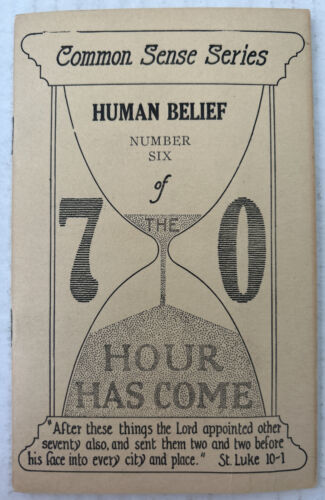 Common Sense Series
HUMAN BELIEF
NUMBER
SIX
of
THE
70
HOUR
HAS COME
"After these things the Lord appointed other
seventy also, and sent them two and two before
his face into every city and place." St. Luke 10-1